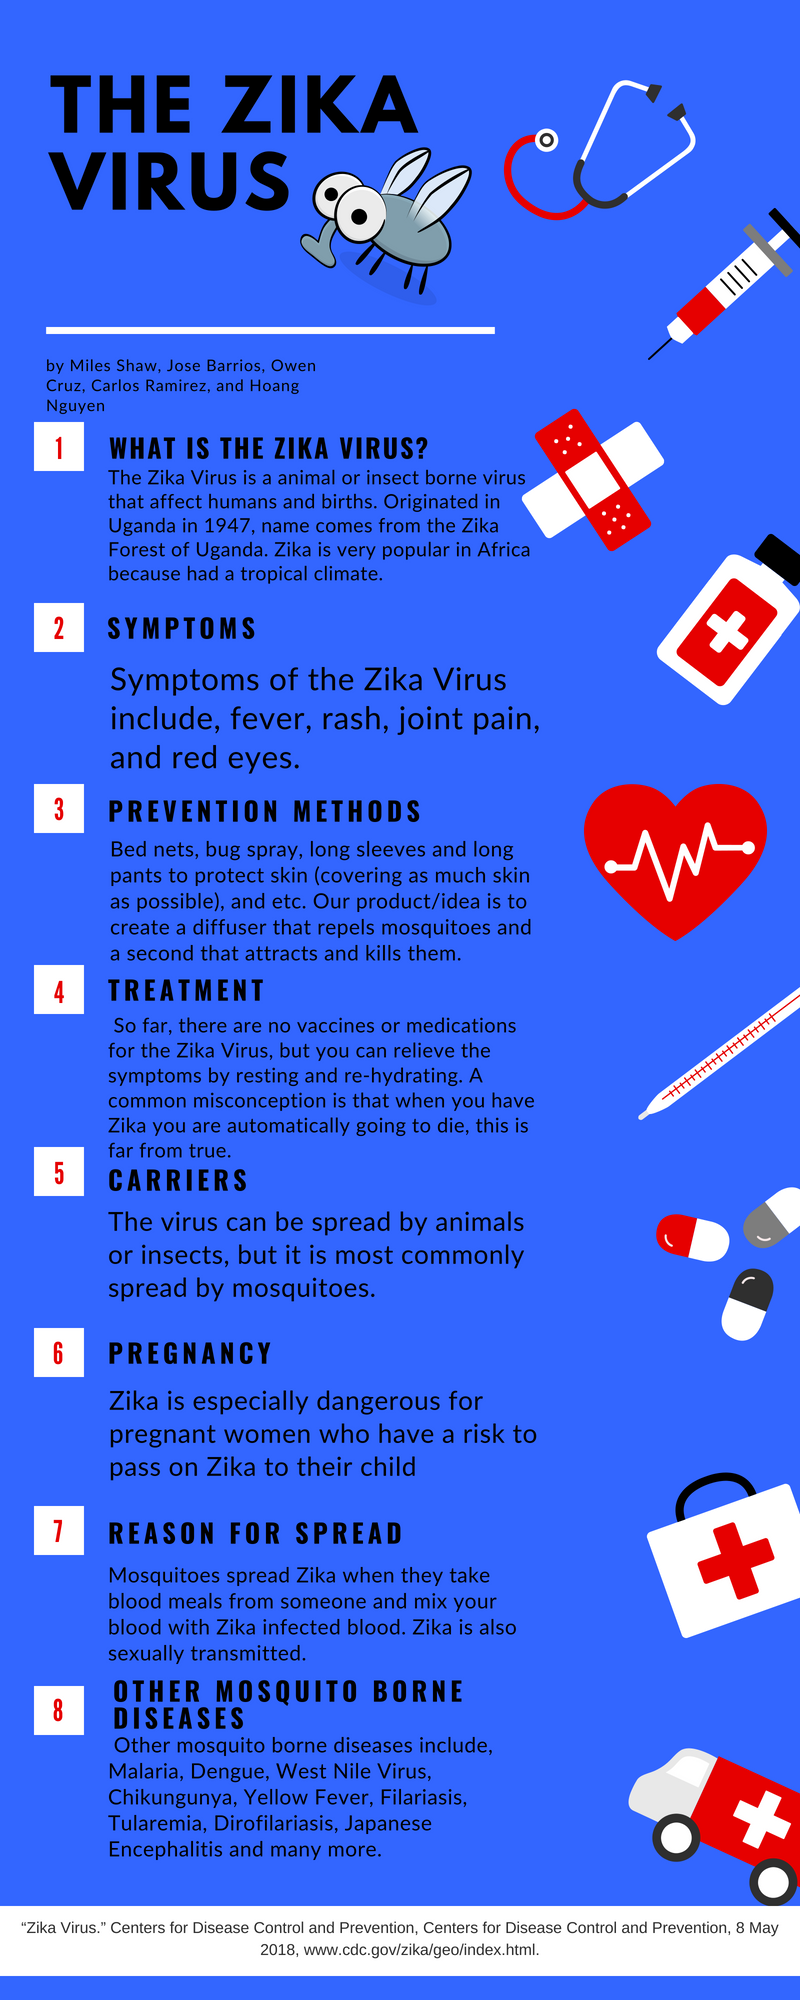 THE ZIKA
VIRUS
by Miles Shaw, Jose Barrios, Owen
Cruz, Carlos Ramirez, and Hoang
Nguyen
1
WHAT IS THE ZIKA VIRUS?
The Zika Virus is a animal or insect borne virus
that affect humans and births. Originated in
Uganda in 1947, name comes from the Zika
Forest of Uganda. Zika is very popular in Africa
because had a tropical climate.
2
SYMPTOMS
Symptoms of the Zika Virus
include, fever, rash, joint pain,
and red eyes.
3
PREVENTION METHODS
Bed nets, bug spray, long sleeves and long
pants to protect skin (covering as much skin
as possible), and etc. Our product/idea is to
create a diffuser that repels mosquitoes and
a second that attracts and kills them.
4
TREATMENT
So far, there are no vaccines or medications
for the Zika Virus, but you can relieve the
symptoms by resting and re-hydrating. A
common misconception is that when you have
Zika you are automatically going to die, this is
far from true.
5
CARRIERS
The virus can be spread by animals
or insects, but it is most commonly
spread by mosquitoes.
6
PREGNANCY
Zika is especially dangerous for
pregnant women who have a risk to
pass on Zika to their child
7
REASON FOR SPREAD
Mosquitoes spread Zika when they take
blood meals from someone and mix your
blood with Zika infected blood. Zika is also
sexually transmitted.
8
OTHER MOSQUITO BORNE
DISEASES
Other mosquito borne diseases include,
Malaria, Dengue, West Nile Virus,
Chikungunya, Yellow Fever, Filariasis,
Tularemia, Dirofilariasis, Japanese
Encephalitis and many more.
“Zika Virus.” Centers for Disease Control and Prevention, Centers for Disease Control and Prevention, 8 May
2018, www.cdc.gov/zika/geo/index.html.